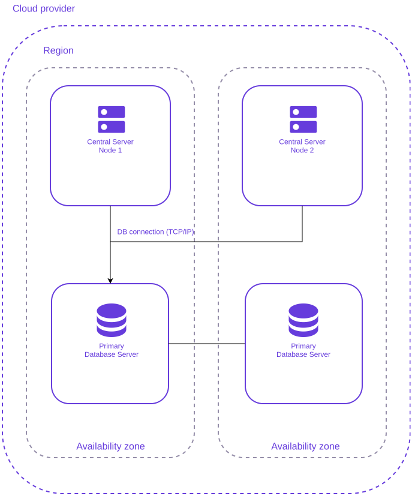 Cloud provider
Region
Central Server
Node 1
Central Server
Node 2
DB connection (TCP/IP)
Primary
Database Server
Primary
Database Server
Availability zone
Availability zone